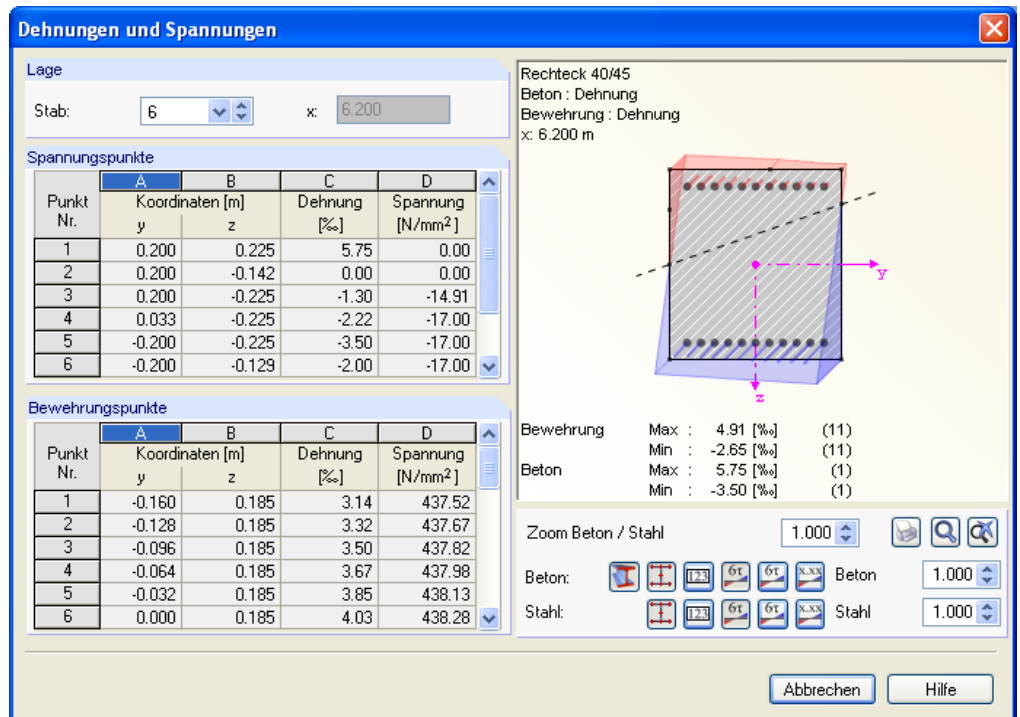 Dehnungen und Spannungen
Lage
Stab: 6 x: 6.200
Spannungspunkte
A B C D
Punkt Nr. Koordinaten [m] Dehnung Spannung
y z [‰] [N/mm²]
1 0.200 0.225 5.75 0.00
2 0.200 -0.142 0.00 0.00
3 0.200 -0.225 -1.30 -14.91
4 0.033 -0.225 -2.22 -17.00
5 -0.200 -0.225 -3.50 -17.00
6 -0.200 -0.129 -2.00 -17.00
Bewehrungspunkte
A B C D
Punkt Nr. Koordinaten [m] Dehnung Spannung
y z [‰] [N/mm²]
1 -0.160 0.185 3.14 437.52
2 -0.128 0.185 3.32 437.67
3 -0.096 0.185 3.50 437.82
4 -0.064 0.185 3.67 437.98
5 -0.032 0.185 3.85 438.13
6 0.000 0.185 4.03 438.28
Rechteck 40/45
Beton : Dehnung
Bewehrung : Dehnung
x: 6.200 m
y
z
Bewehrung Max : 4.91 [‰] (11)
Min : -2.65 [‰] (11)
Beton Max : 5.75 [‰] (1)
Min : -3.50 [‰] (1)
Zoom Beton / Stahl 1.000
Beton: 123 στ στ x.xx Beton 1.000
Stahl: 123 στ στ x.xx Stahl 1.000
Abbrechen Hilfe